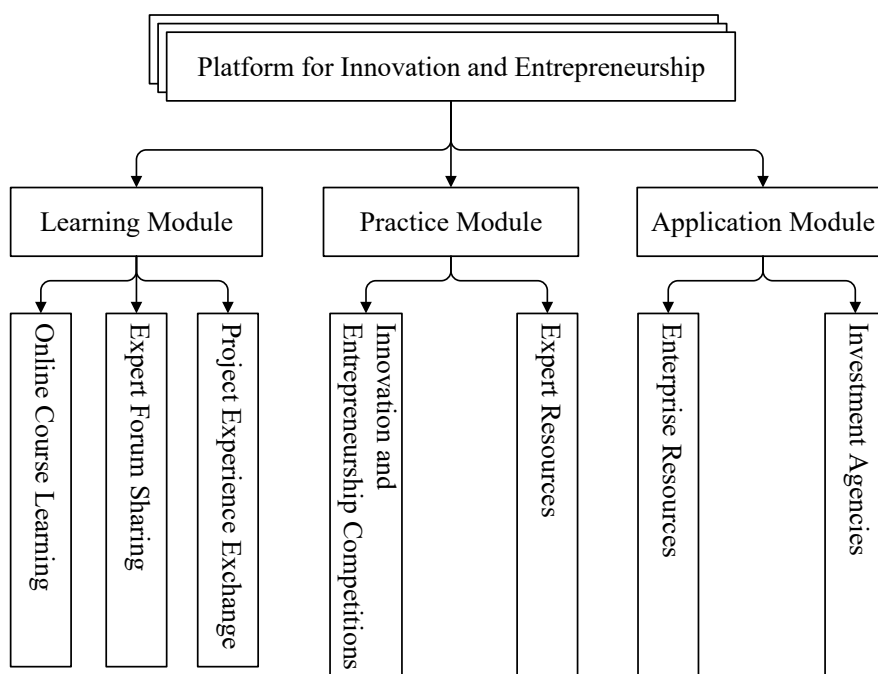 Platform for Innovation and Entrepreneurship
Learning Module
Practice Module
Application Module
Online Course Learning
Expert Forum Sharing
Project Experience Exchange
Innovation and
Entrepreneurship Competitions
Expert Resources
Enterprise Resources
Investment Agencies